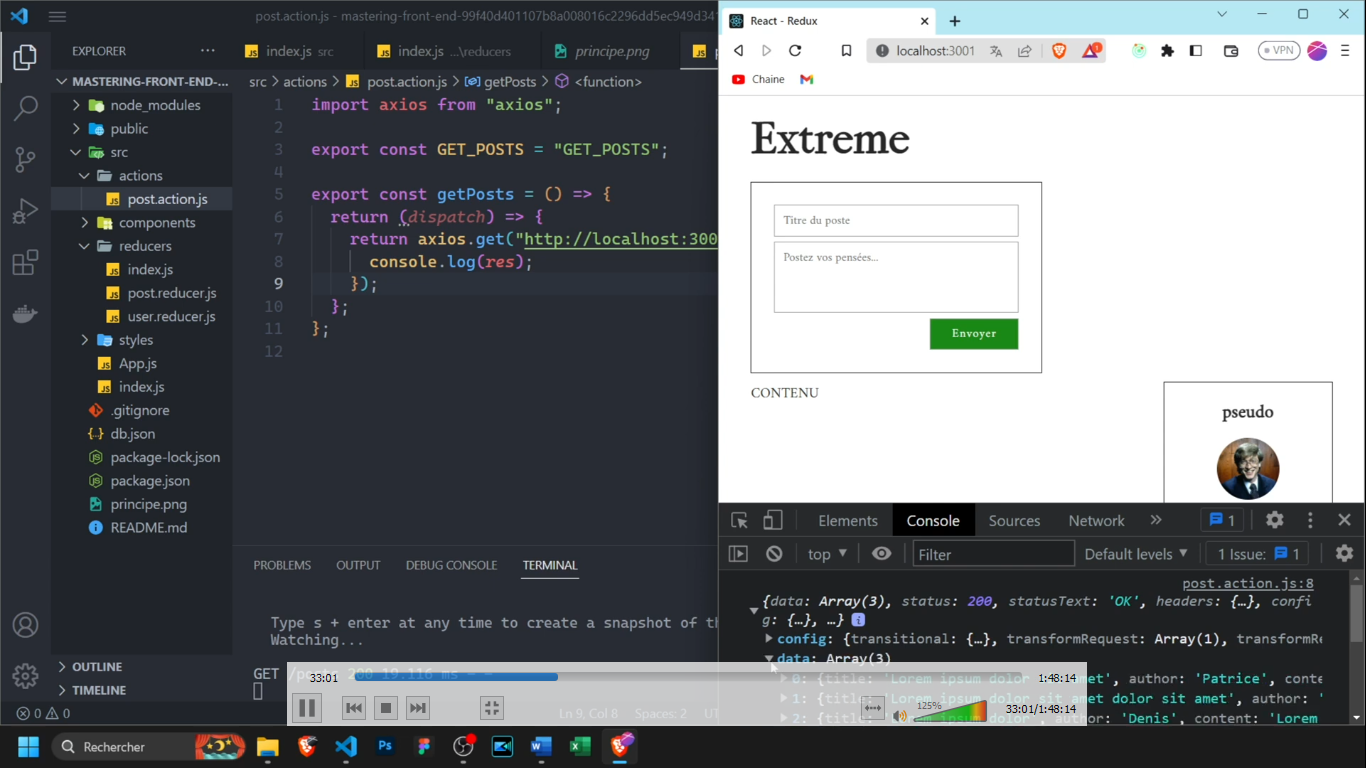 post.action.js - mastering-front-end-99f40d401107b8a008016c2296dd5ec949d341
EXPLORER
MASTERING-FRONT-END-...
node_modules
public
src
actions
post.action.js
components
reducers
index.js
post.reducer.js
user.reducer.js
styles
App.js
index.js
.gitignore
db.json
package-lock.json
package.json
principe.png
README.md
OUTLINE
TIMELINE
0 0
index.js src
index.js ...\reducers
principe.png
src > actions > post.action.js > getPosts > <function>
1 import axios from "axios";
2
3 export const GET_POSTS = "GET_POSTS";
4
5 export const getPosts = () => {
6 return (dispatch) => {
7 return axios.get("http://localhost:300
8 console.log(res);
9 });
10 };
11 };
12
PROBLEMS OUTPUT DEBUG CONSOLE TERMINAL
Type s + enter at any time to create a snapshot of th
Watching...
GET /posts 200 19.116 ms - -
Ln 9, Col 8 Spaces: 2 UT
React - Redux
localhost:3001
VPN
Chaine
Extreme
Titre du poste
Postez vos pensées...
Envoyer
CONTENU
pseudo
Elements Console Sources Network 1
top Filter Default levels 1 Issue: 1
post.action.js:8
{data: Array(3), status: 200, statusText: 'OK', headers: {…}, confi
g: {…}, …}
config: {transitional: {…}, transformRequest: Array(1), transformRe
data: Array(3)
0: {title: 'Lorem ipsum dolor amet', author: 'Patrice', conte
1: {title: 'Lorem ipsum dolor sit amet dolor sit amet', author: '
2: {title: 'Lorem ipsum dolor', author: 'Denis', content: 'Lorem
33:01 1:48:14
125%
33:01/1:48:14
Rechercher